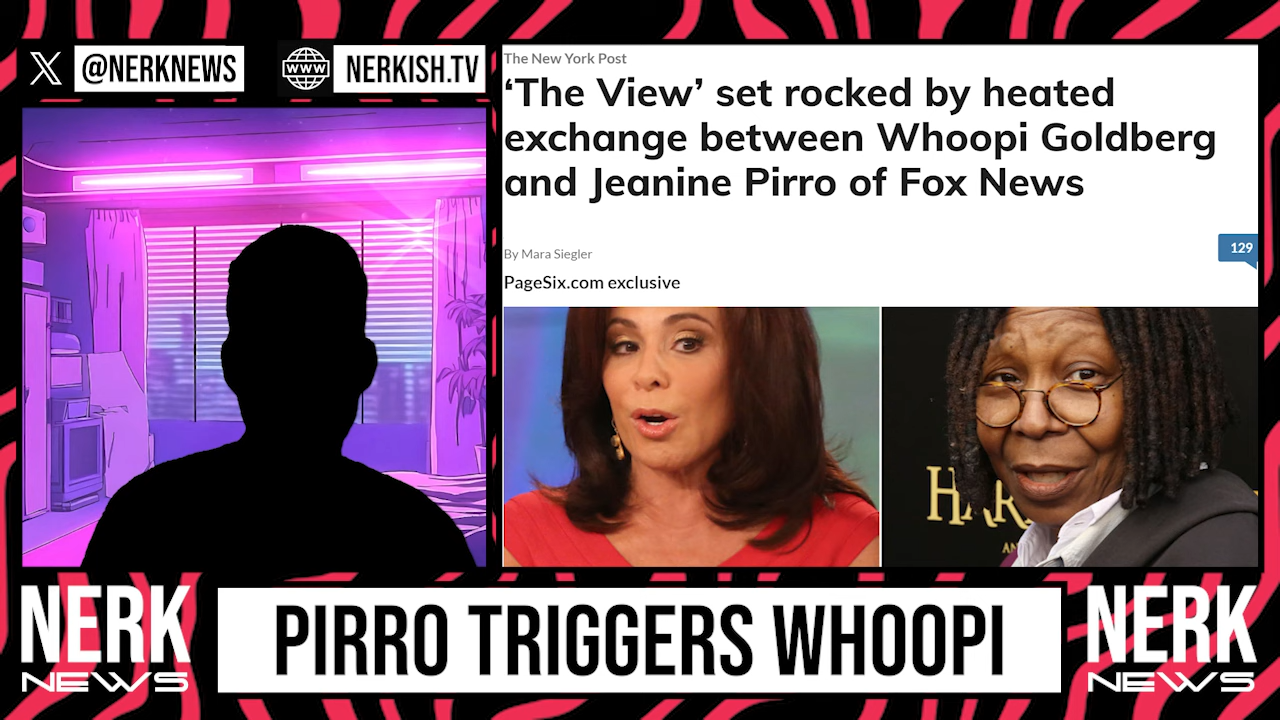 @NERKNEWS
WWW
NERKISH.TV
The New York Post
‘The View’ set rocked by heated
exchange between Whoopi Goldberg
and Jeanine Pirro of Fox News
129
By Mara Siegler
PageSix.com exclusive
NERK
NEWS
PIRRO TRIGGERS WHOOPI
NERK
NEWS